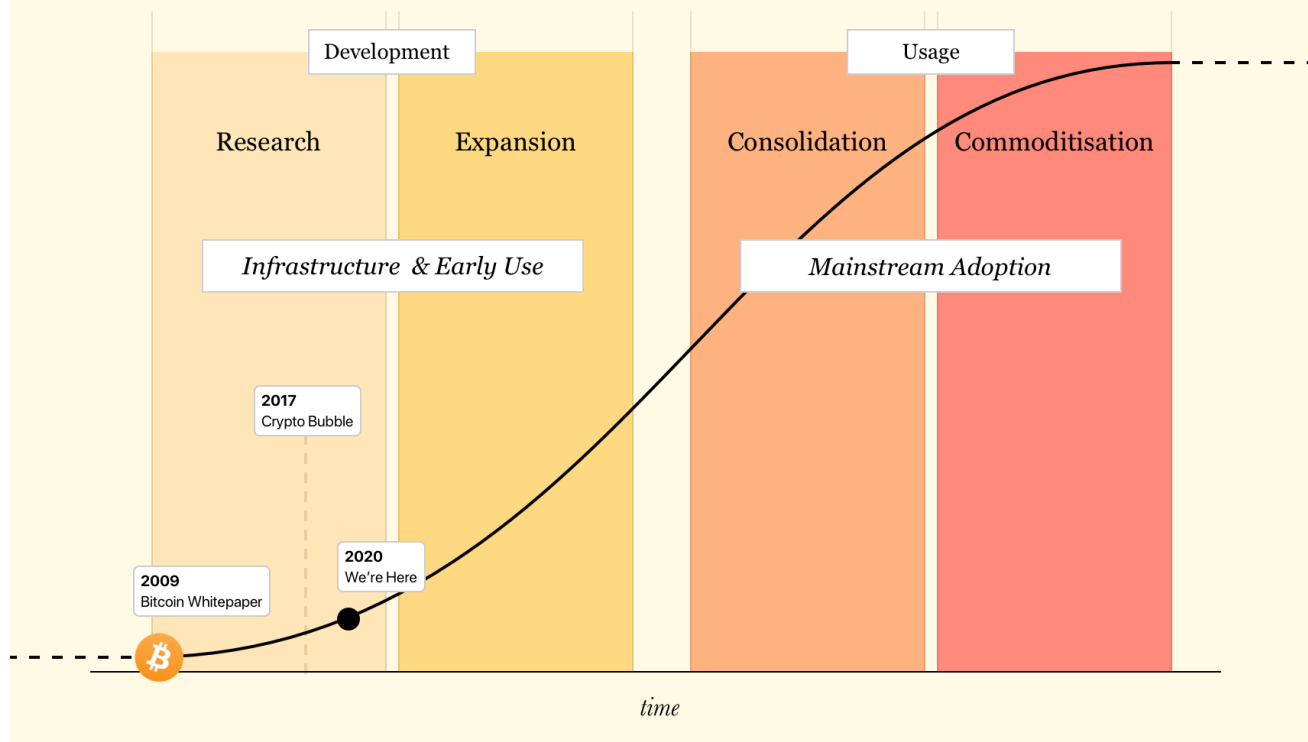 Development
Usage
Research
Expansion
Consolidation
Commoditisation
Infrastructure & Early Use
Mainstream Adoption
2017
Crypto Bubble
2020
We're Here
2009
Bitcoin Whitepaper
time